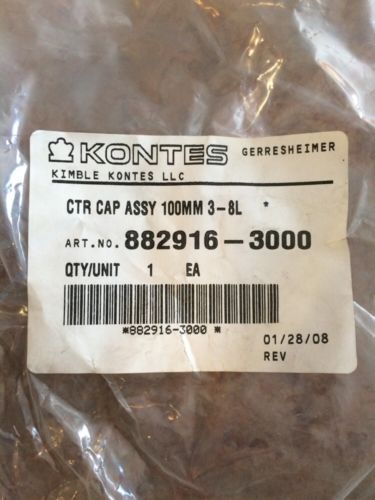 KONTES GERRESHEIMER
KIMBLE KONTES LLC
CTR CAP ASSY 100MM 3-8L *
ART.NO. 882916-3000
QTY/UNIT 1 EA
*882916-3000 *
01/28/08
REV